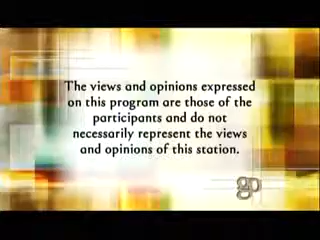 The views and opinions expressed
on this program are those of the
participants and do not
necessarily represent the views
and opinions of this station.
gp